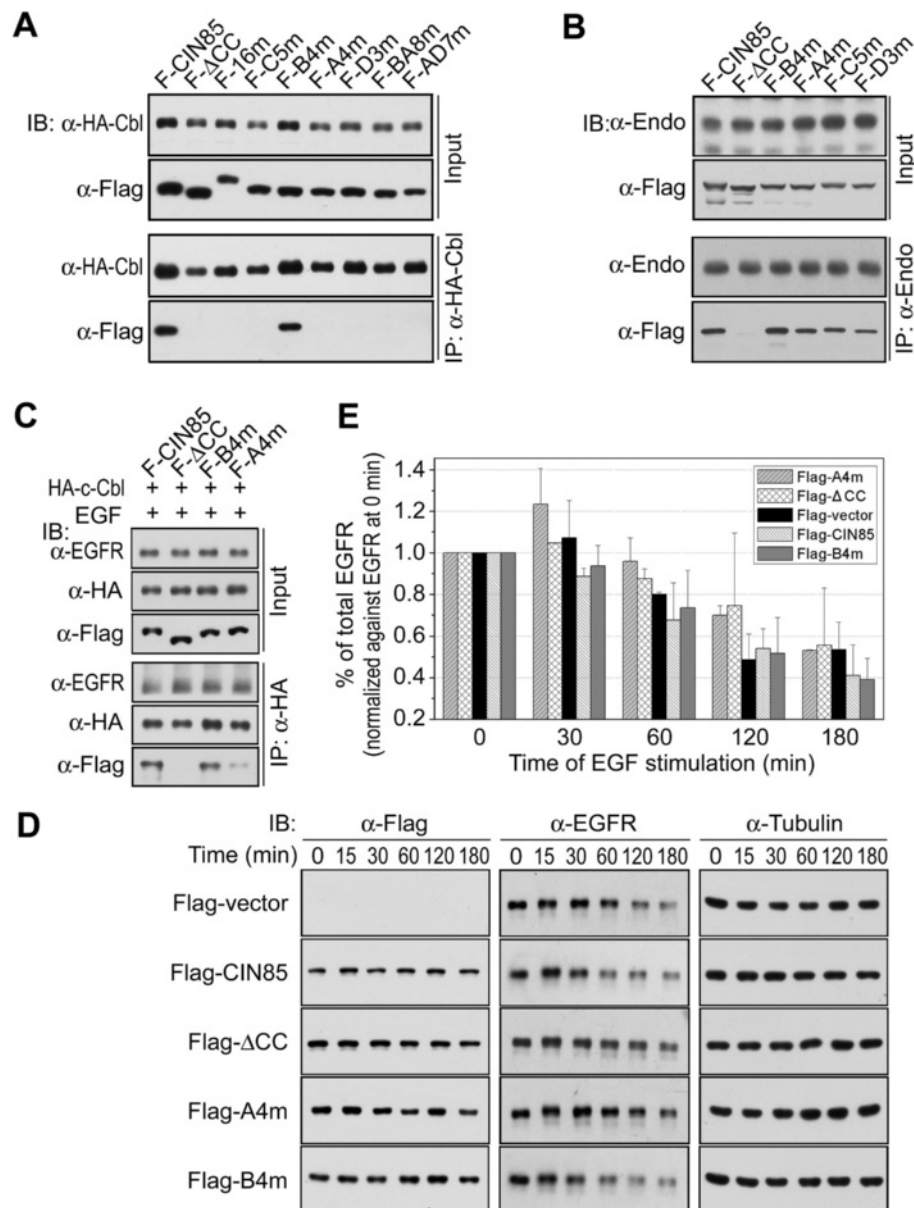 A
F-CIN85 F-ΔCC F-16m F-C5m F-B4m F-A4m F-D3m F-BA8m F-AD7m
IB: α-HA-Cbl
α-Flag
Input
α-HA-Cbl
α-Flag
IP: α-HA-Cbl
B
F-CIN85 F-ΔCC F-B4m F-A4m F-C5m F-D3m
IB:α-Endo
α-Flag
Input
α-Endo
α-Flag
IP: α-Endo
C
F-CIN85 F-ΔCC F-B4m F-A4m
HA-c-Cbl + + + +
EGF + + + +
IB:
α-EGFR
α-HA
α-Flag
Input
α-EGFR
α-HA
α-Flag
IP: α-HA
E
% of total EGFR
(normalized against EGFR at 0 min)
1.4
1.2
1.0
0.8
0.6
0.4
0.2
Flag-A4m
Flag-ΔCC
Flag-vector
Flag-CIN85
Flag-B4m
0 30 60 120 180
Time of EGF stimulation (min)
D
IB: α-Flag α-EGFR α-Tubulin
Time (min) 0 15 30 60 120 180 0 15 30 60 120 180 0 15 30 60 120 180
Flag-vector
Flag-CIN85
Flag-ΔCC
Flag-A4m
Flag-B4m